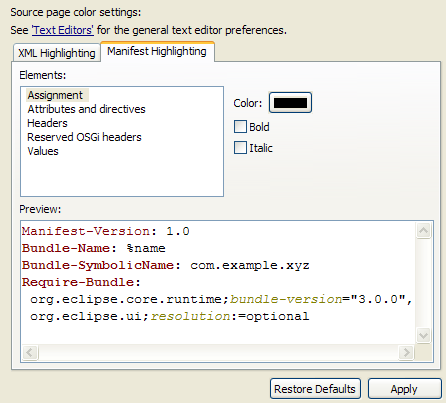 Source page color settings:
See 'Text Editors' for the general text editor preferences.
XML Highlighting Manifest Highlighting
Elements:
Assignment
Attributes and directives
Headers
Reserved OSGi headers
Values
Color:
Bold
Italic
Preview:
Manifest-Version: 1.0
Bundle-Name: %name
Bundle-SymbolicName: com.example.xyz
Require-Bundle:
 org.eclipse.core.runtime;bundle-version="3.0.0",
 org.eclipse.ui;resolution:=optional
Restore Defaults Apply